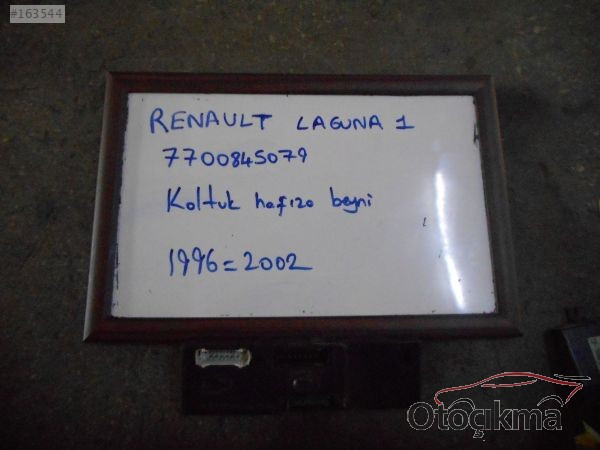 #163544
RENAULT LAGUNA 1
7700845079
Koltuk hafıza beyni
1996=2002
Otoçıkma